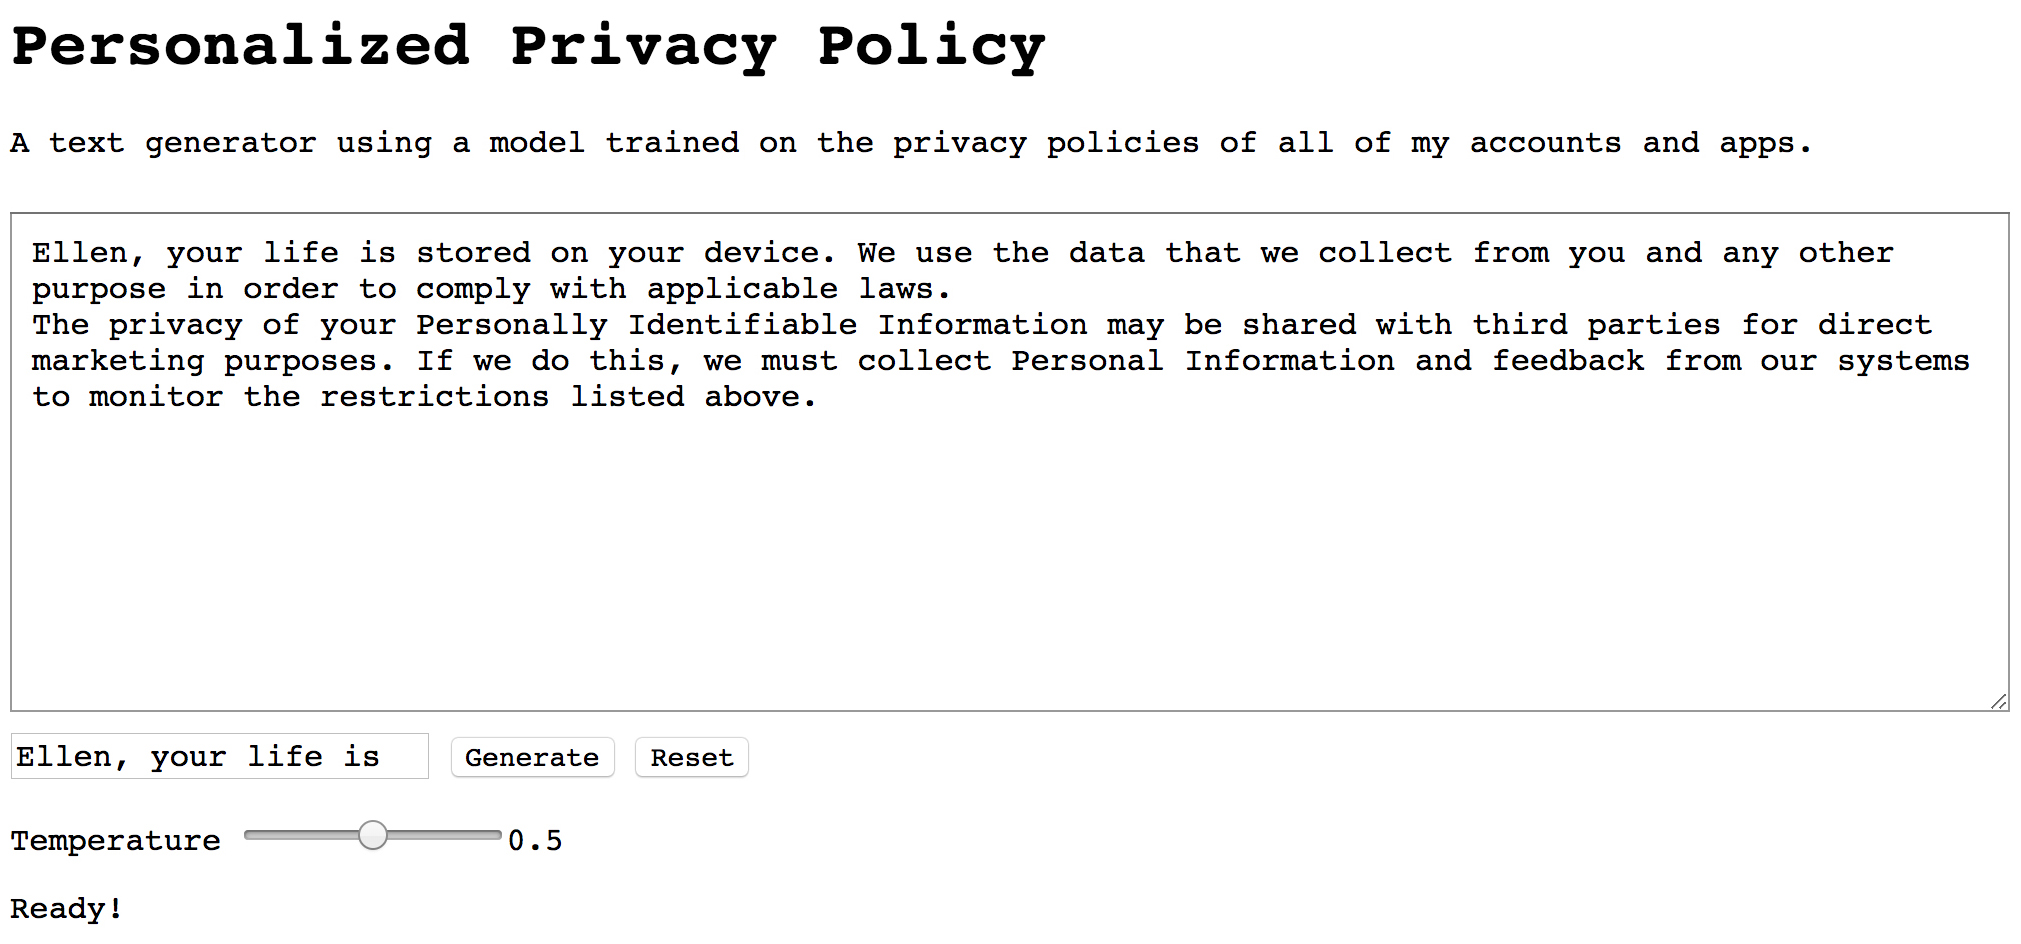 Personalized Privacy Policy
A text generator using a model trained on the privacy policies of all of my accounts and apps.
Ellen, your life is stored on your device. We use the data that we collect from you and any other
purpose in order to comply with applicable laws.
The privacy of your Personally Identifiable Information may be shared with third parties for direct
marketing purposes. If we do this, we must collect Personal Information and feedback from our systems
to monitor the restrictions listed above.
Ellen, your life is Generate Reset
Temperature 0.5
Ready!